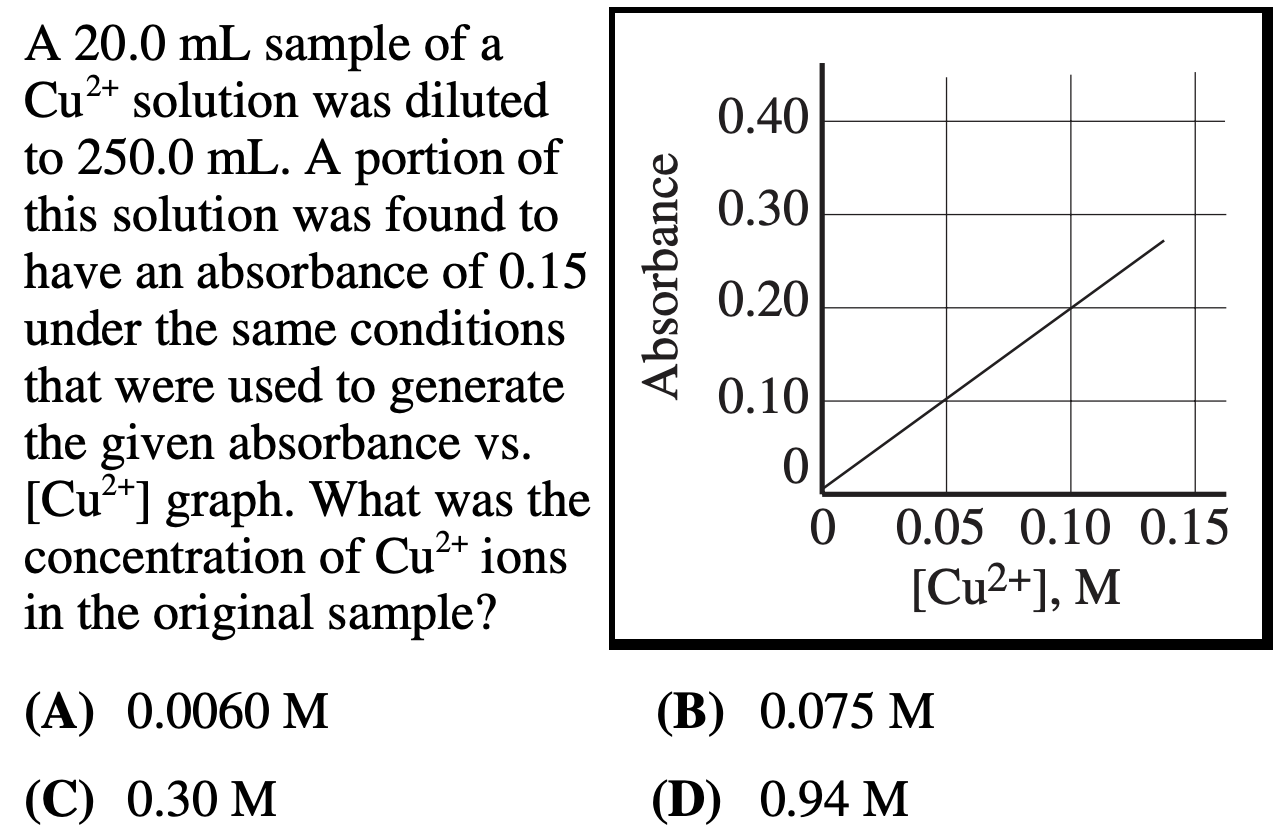 A 20.0 mL sample of a
Cu²⁺ solution was diluted
to 250.0 mL. A portion of
this solution was found to
have an absorbance of 0.15
under the same conditions
that were used to generate
the given absorbance vs.
[Cu²⁺] graph. What was the
concentration of Cu²⁺ ions
in the original sample?
Absorbance
0.40
0.30
0.20
0.10
0
0 0.05 0.10 0.15
[Cu²⁺], M
(A) 0.0060 M (B) 0.075 M
(C) 0.30 M (D) 0.94 M